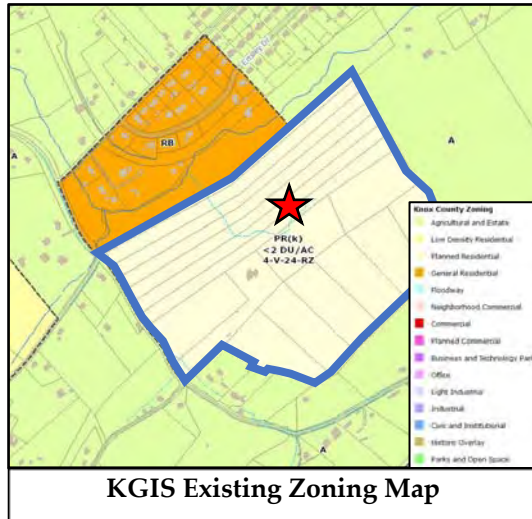 Emory Dr
RB
A
A
PR(k)
<2 DU/AC
4-V-24-RZ
A
Knox County Zoning
Agricultural and Estate
Low Density Residential
Planned Residential
General Residential
Floodway
Neighborhood Commercial
Commercial
Planned Commercial
Business and Technology Park
Office
Light Industrial
Industrial
Civic and Institutional
Historic Overlay
Parks and Open Space
KGIS Existing Zoning Map